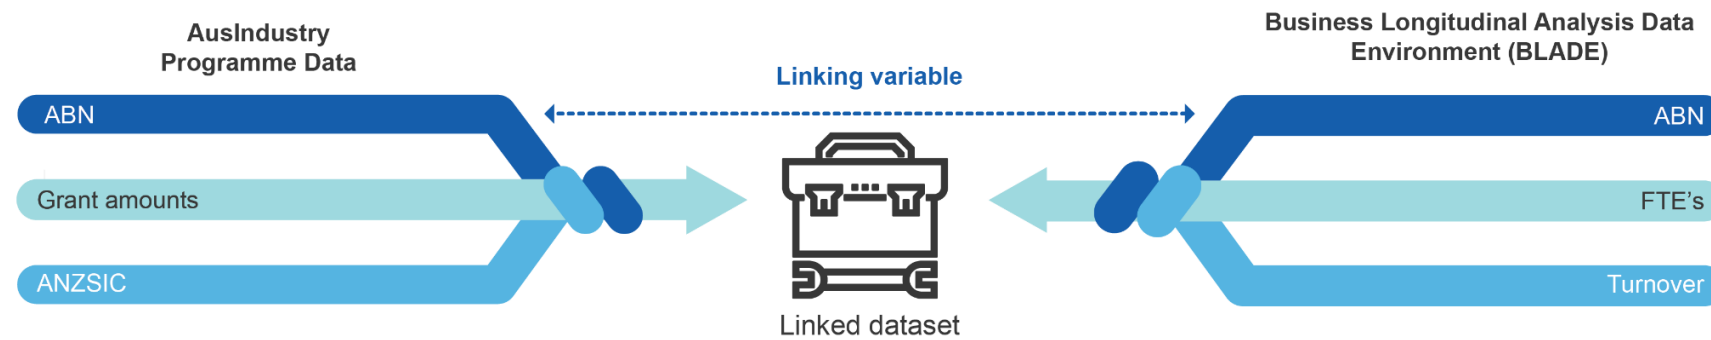 AusIndustry
Programme Data
Business Longitudinal Analysis Data
Environment (BLADE)
Linking variable
ABN
ABN
Grant amounts
FTE's
ANZSIC
Turnover
Linked dataset